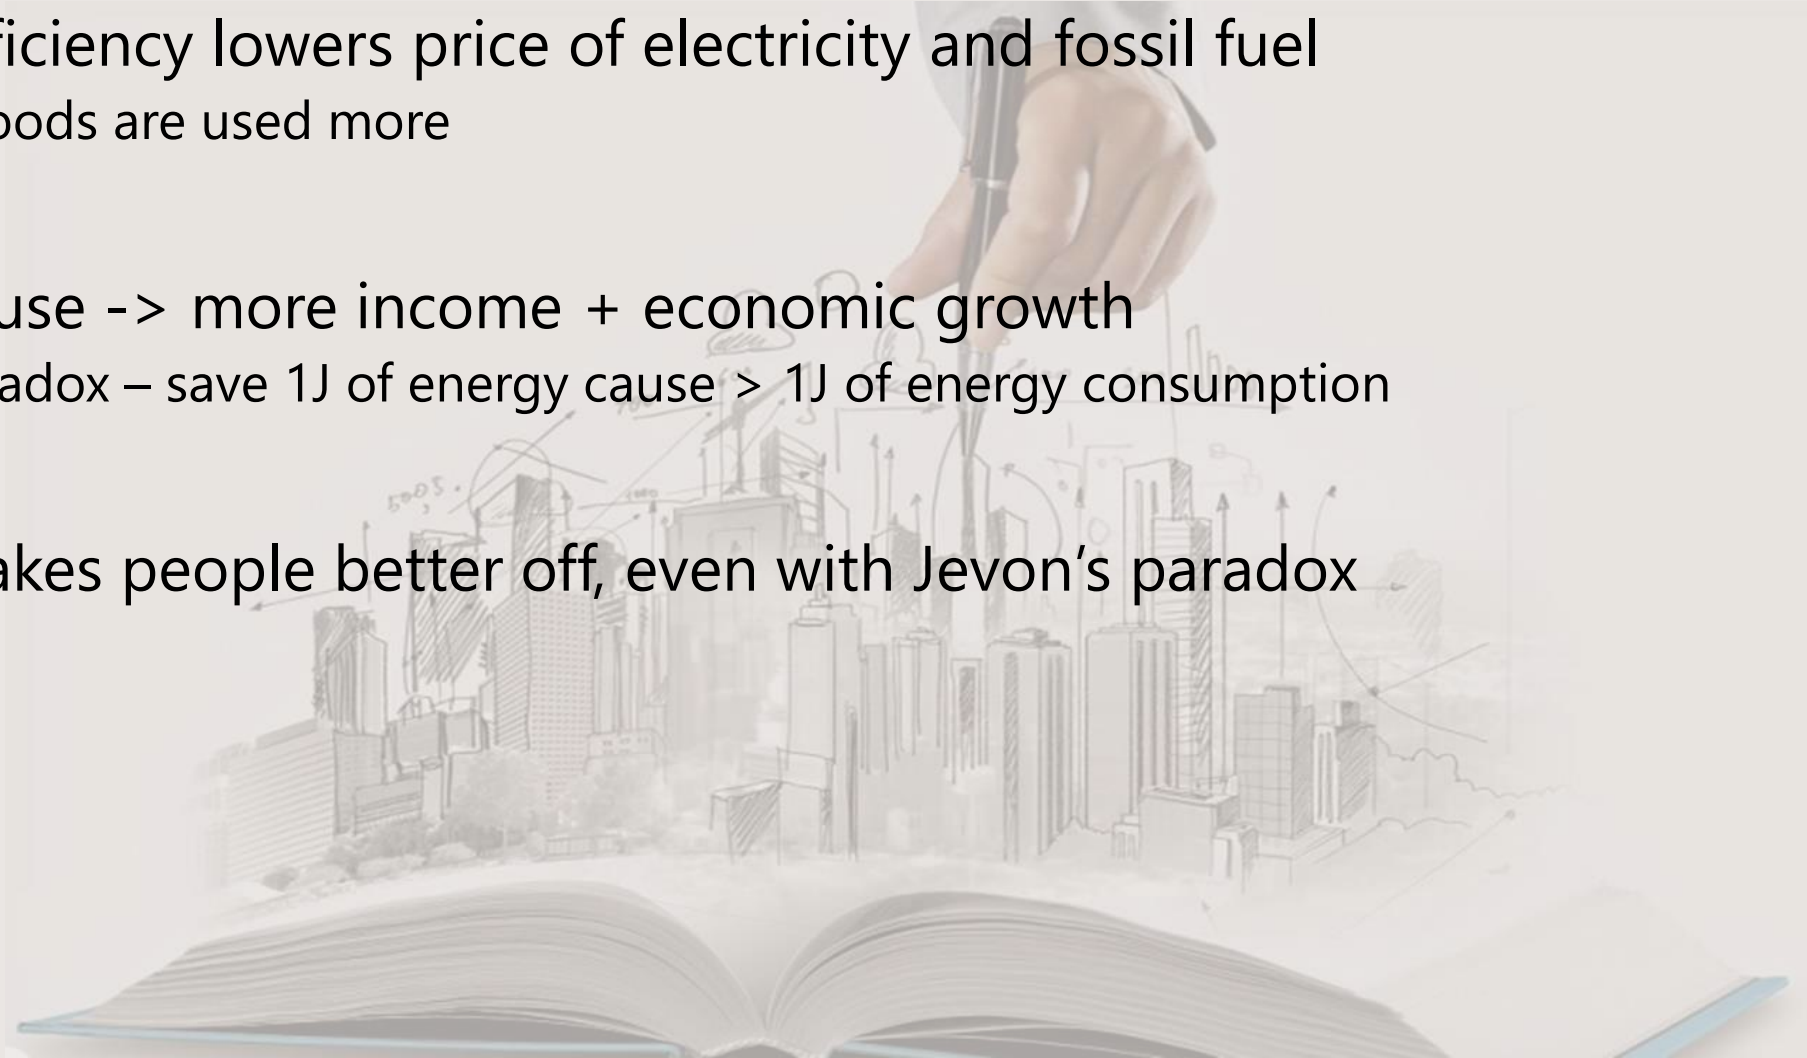 ficiency lowers price of electricity and fossil fuel
oods are used more
use -> more income + economic growth
adox – save 1J of energy cause > 1J of energy consumption
akes people better off, even with Jevon’s paradox